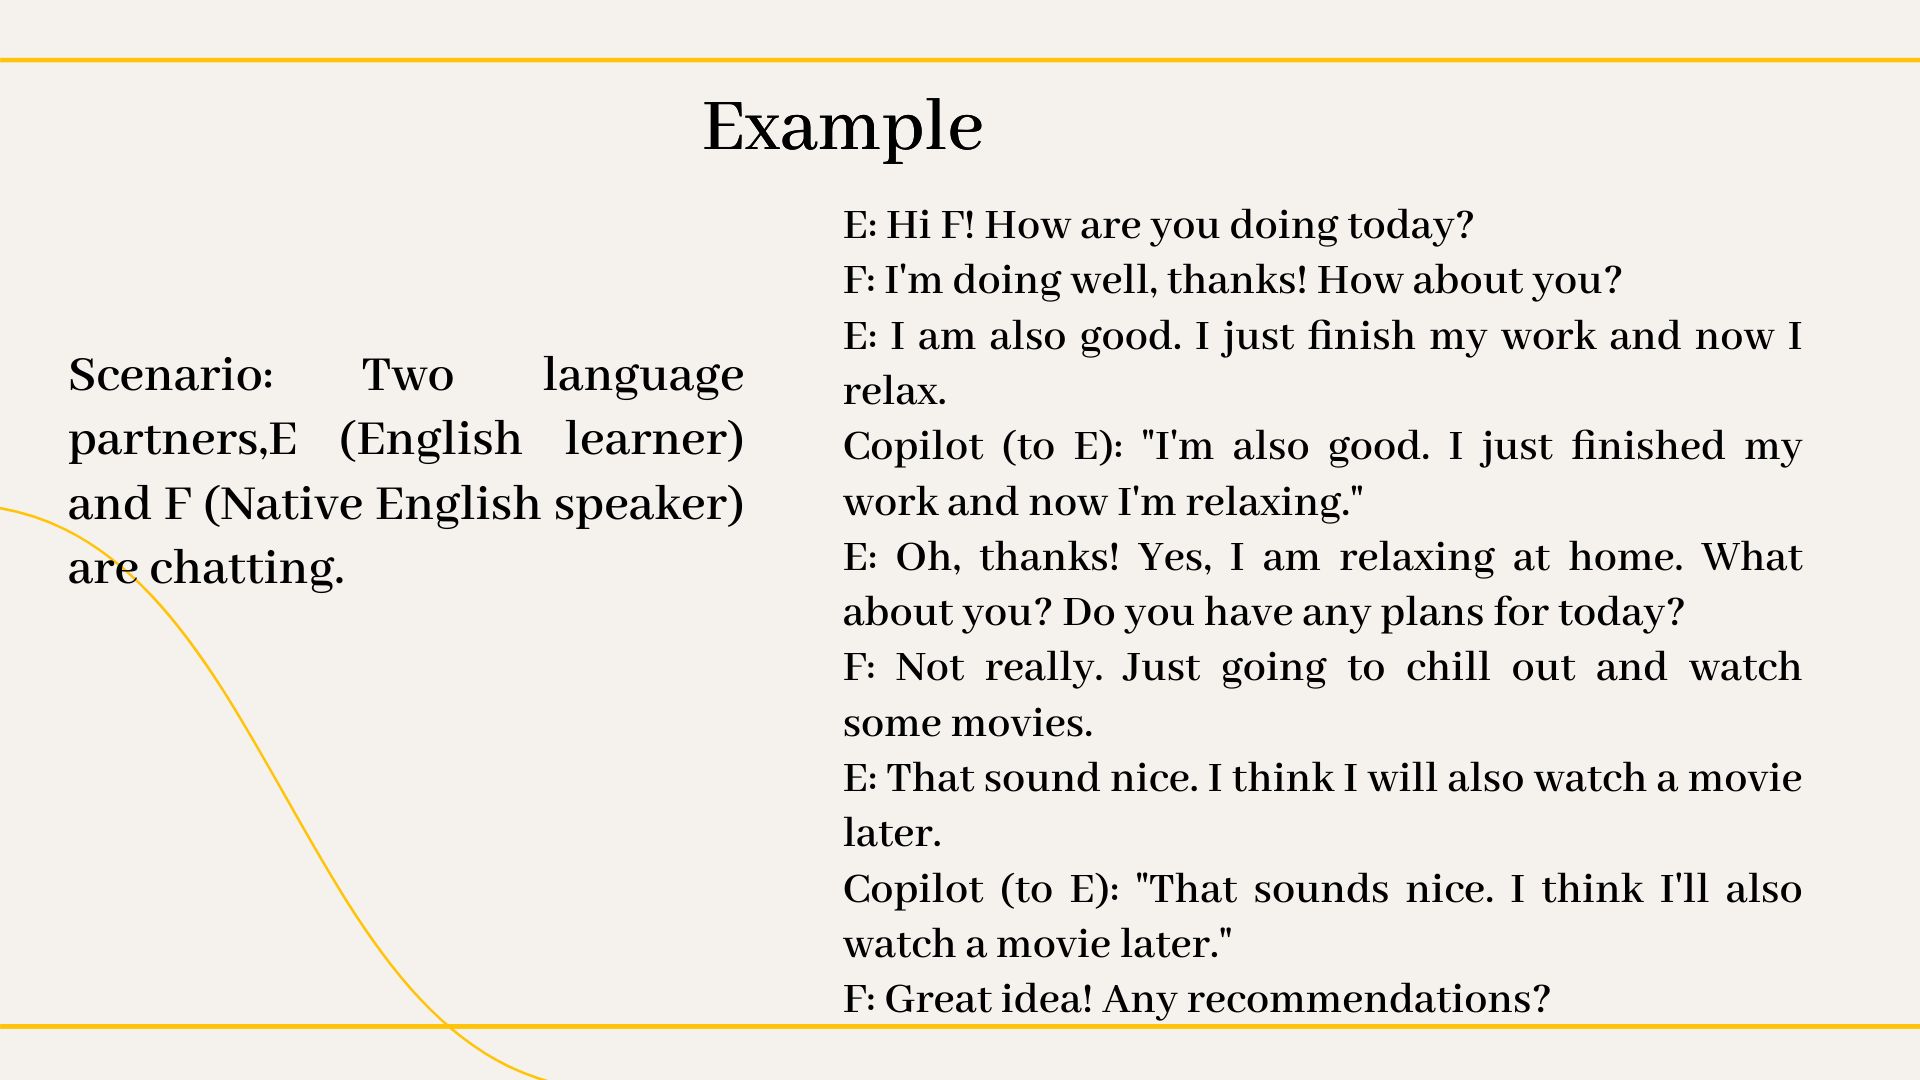 Example
Scenario: Two language
partners,E (English learner)
and F (Native English speaker)
are chatting.
E: Hi F! How are you doing today?
F: I'm doing well, thanks! How about you?
E: I am also good. I just finish my work and now I
relax.
Copilot (to E): "I'm also good. I just finished my
work and now I'm relaxing."
E: Oh, thanks! Yes, I am relaxing at home. What
about you? Do you have any plans for today?
F: Not really. Just going to chill out and watch
some movies.
E: That sound nice. I think I will also watch a movie
later.
Copilot (to E): "That sounds nice. I think I'll also
watch a movie later."
F: Great idea! Any recommendations?